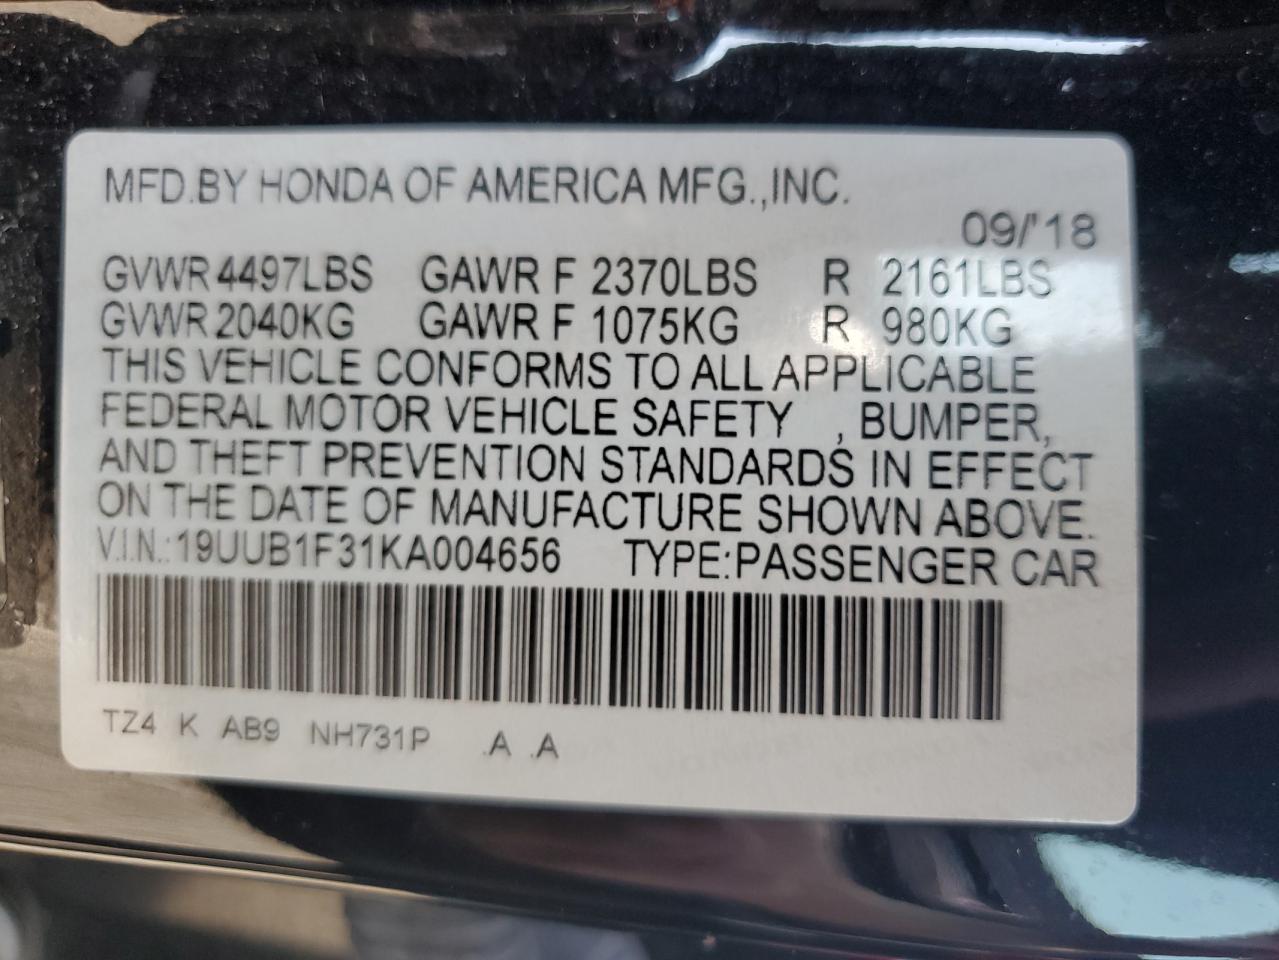 MFD.BY HONDA OF AMERICA MFG.,INC.
09/'18
GVWR 4497LBS GAWR F 2370LBS R 2161LBS
GVWR 2040KG GAWR F 1075KG R 980KG
THIS VEHICLE CONFORMS TO ALL APPLICABLE
FEDERAL MOTOR VEHICLE SAFETY , BUMPER,
AND THEFT PREVENTION STANDARDS IN EFFECT
ON THE DATE OF MANUFACTURE SHOWN ABOVE.
V.I.N.:19UUB1F31KA004656 TYPE:PASSENGER CAR
TZ4 K AB9 NH731P .A .A